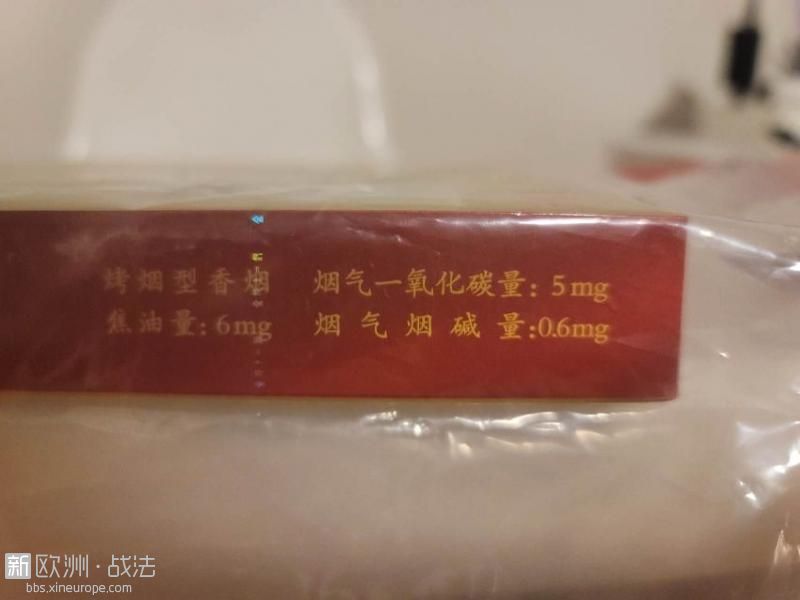 烤烟型香烟 烟气一氧化碳量: 5mg
焦油量: 6mg 烟气烟碱量:0.6mg
新欧洲·战法
bbs.xineurope.com